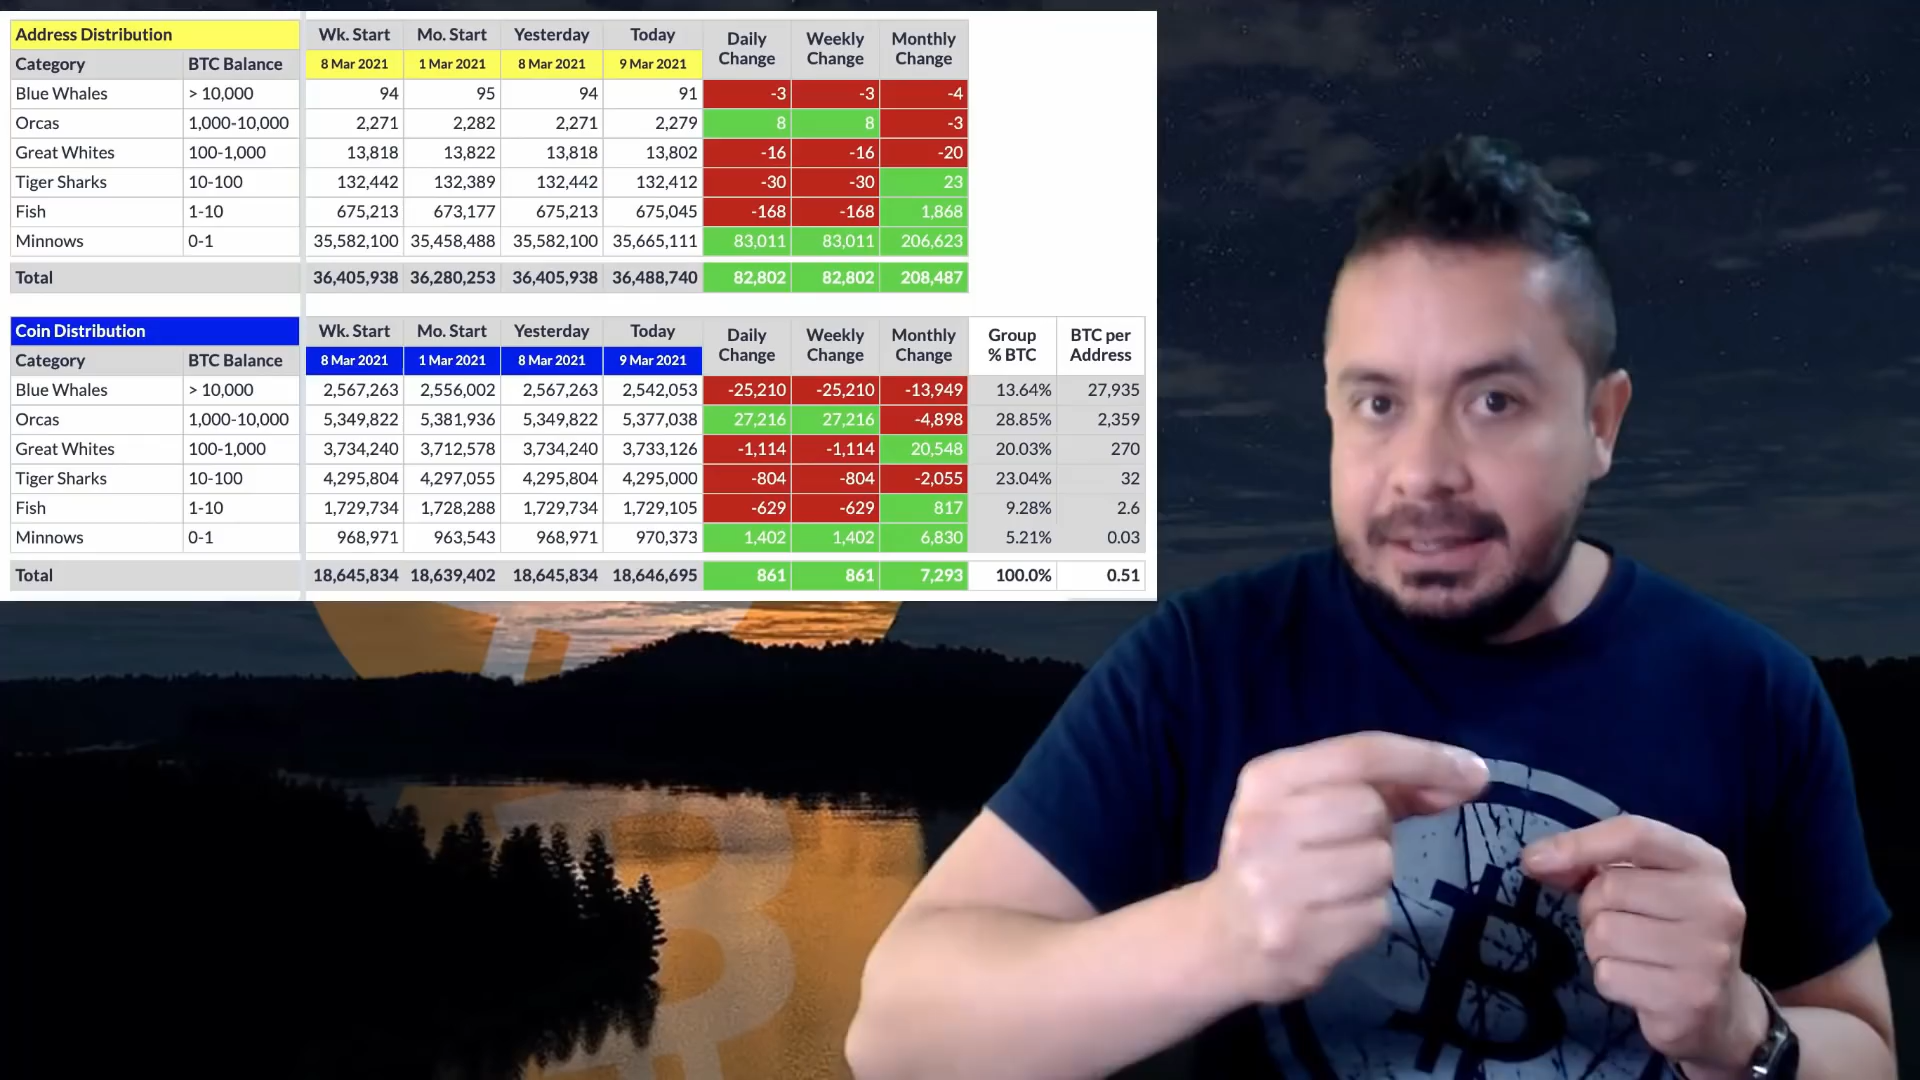 Address Distribution Wk. Start Mo. Start Yesterday Today Daily Change Weekly Change Monthly Change
Category BTC Balance 8 Mar 2021 1 Mar 2021 8 Mar 2021 9 Mar 2021
Blue Whales > 10,000 94 95 94 91 -3 -3 -4
Orcas 1,000-10,000 2,271 2,282 2,271 2,279 8 8 -3
Great Whites 100-1,000 13,818 13,822 13,818 13,802 -16 -16 -20
Tiger Sharks 10-100 132,442 132,389 132,442 132,412 -30 -30 23
Fish 1-10 675,213 673,177 675,213 675,045 -168 -168 1,868
Minnows 0-1 35,582,100 35,458,488 35,582,100 35,665,111 83,011 83,011 206,623
Total 36,405,938 36,280,253 36,405,938 36,488,740 82,802 82,802 208,487
Coin Distribution Wk. Start Mo. Start Yesterday Today Daily Change Weekly Change Monthly Change Group % BTC BTC per Address
Category BTC Balance 8 Mar 2021 1 Mar 2021 8 Mar 2021 9 Mar 2021
Blue Whales > 10,000 2,567,263 2,556,002 2,567,263 2,542,053 -25,210 -25,210 -13,949 13.64% 27,935
Orcas 1,000-10,000 5,349,822 5,381,936 5,349,822 5,377,038 27,216 27,216 -4,898 28.85% 2,359
Great Whites 100-1,000 3,734,240 3,712,578 3,734,240 3,733,126 -1,114 -1,114 20,548 20.03% 270
Tiger Sharks 10-100 4,295,804 4,297,055 4,295,804 4,295,000 -804 -804 -2,055 23.04% 32
Fish 1-10 1,729,734 1,728,288 1,729,734 1,729,105 -629 -629 817 9.28% 2.6
Minnows 0-1 968,971 963,543 968,971 970,373 1,402 1,402 6,830 5.21% 0.03
Total 18,645,834 18,639,402 18,645,834 18,646,695 861 861 7,293 100.0% 0.51